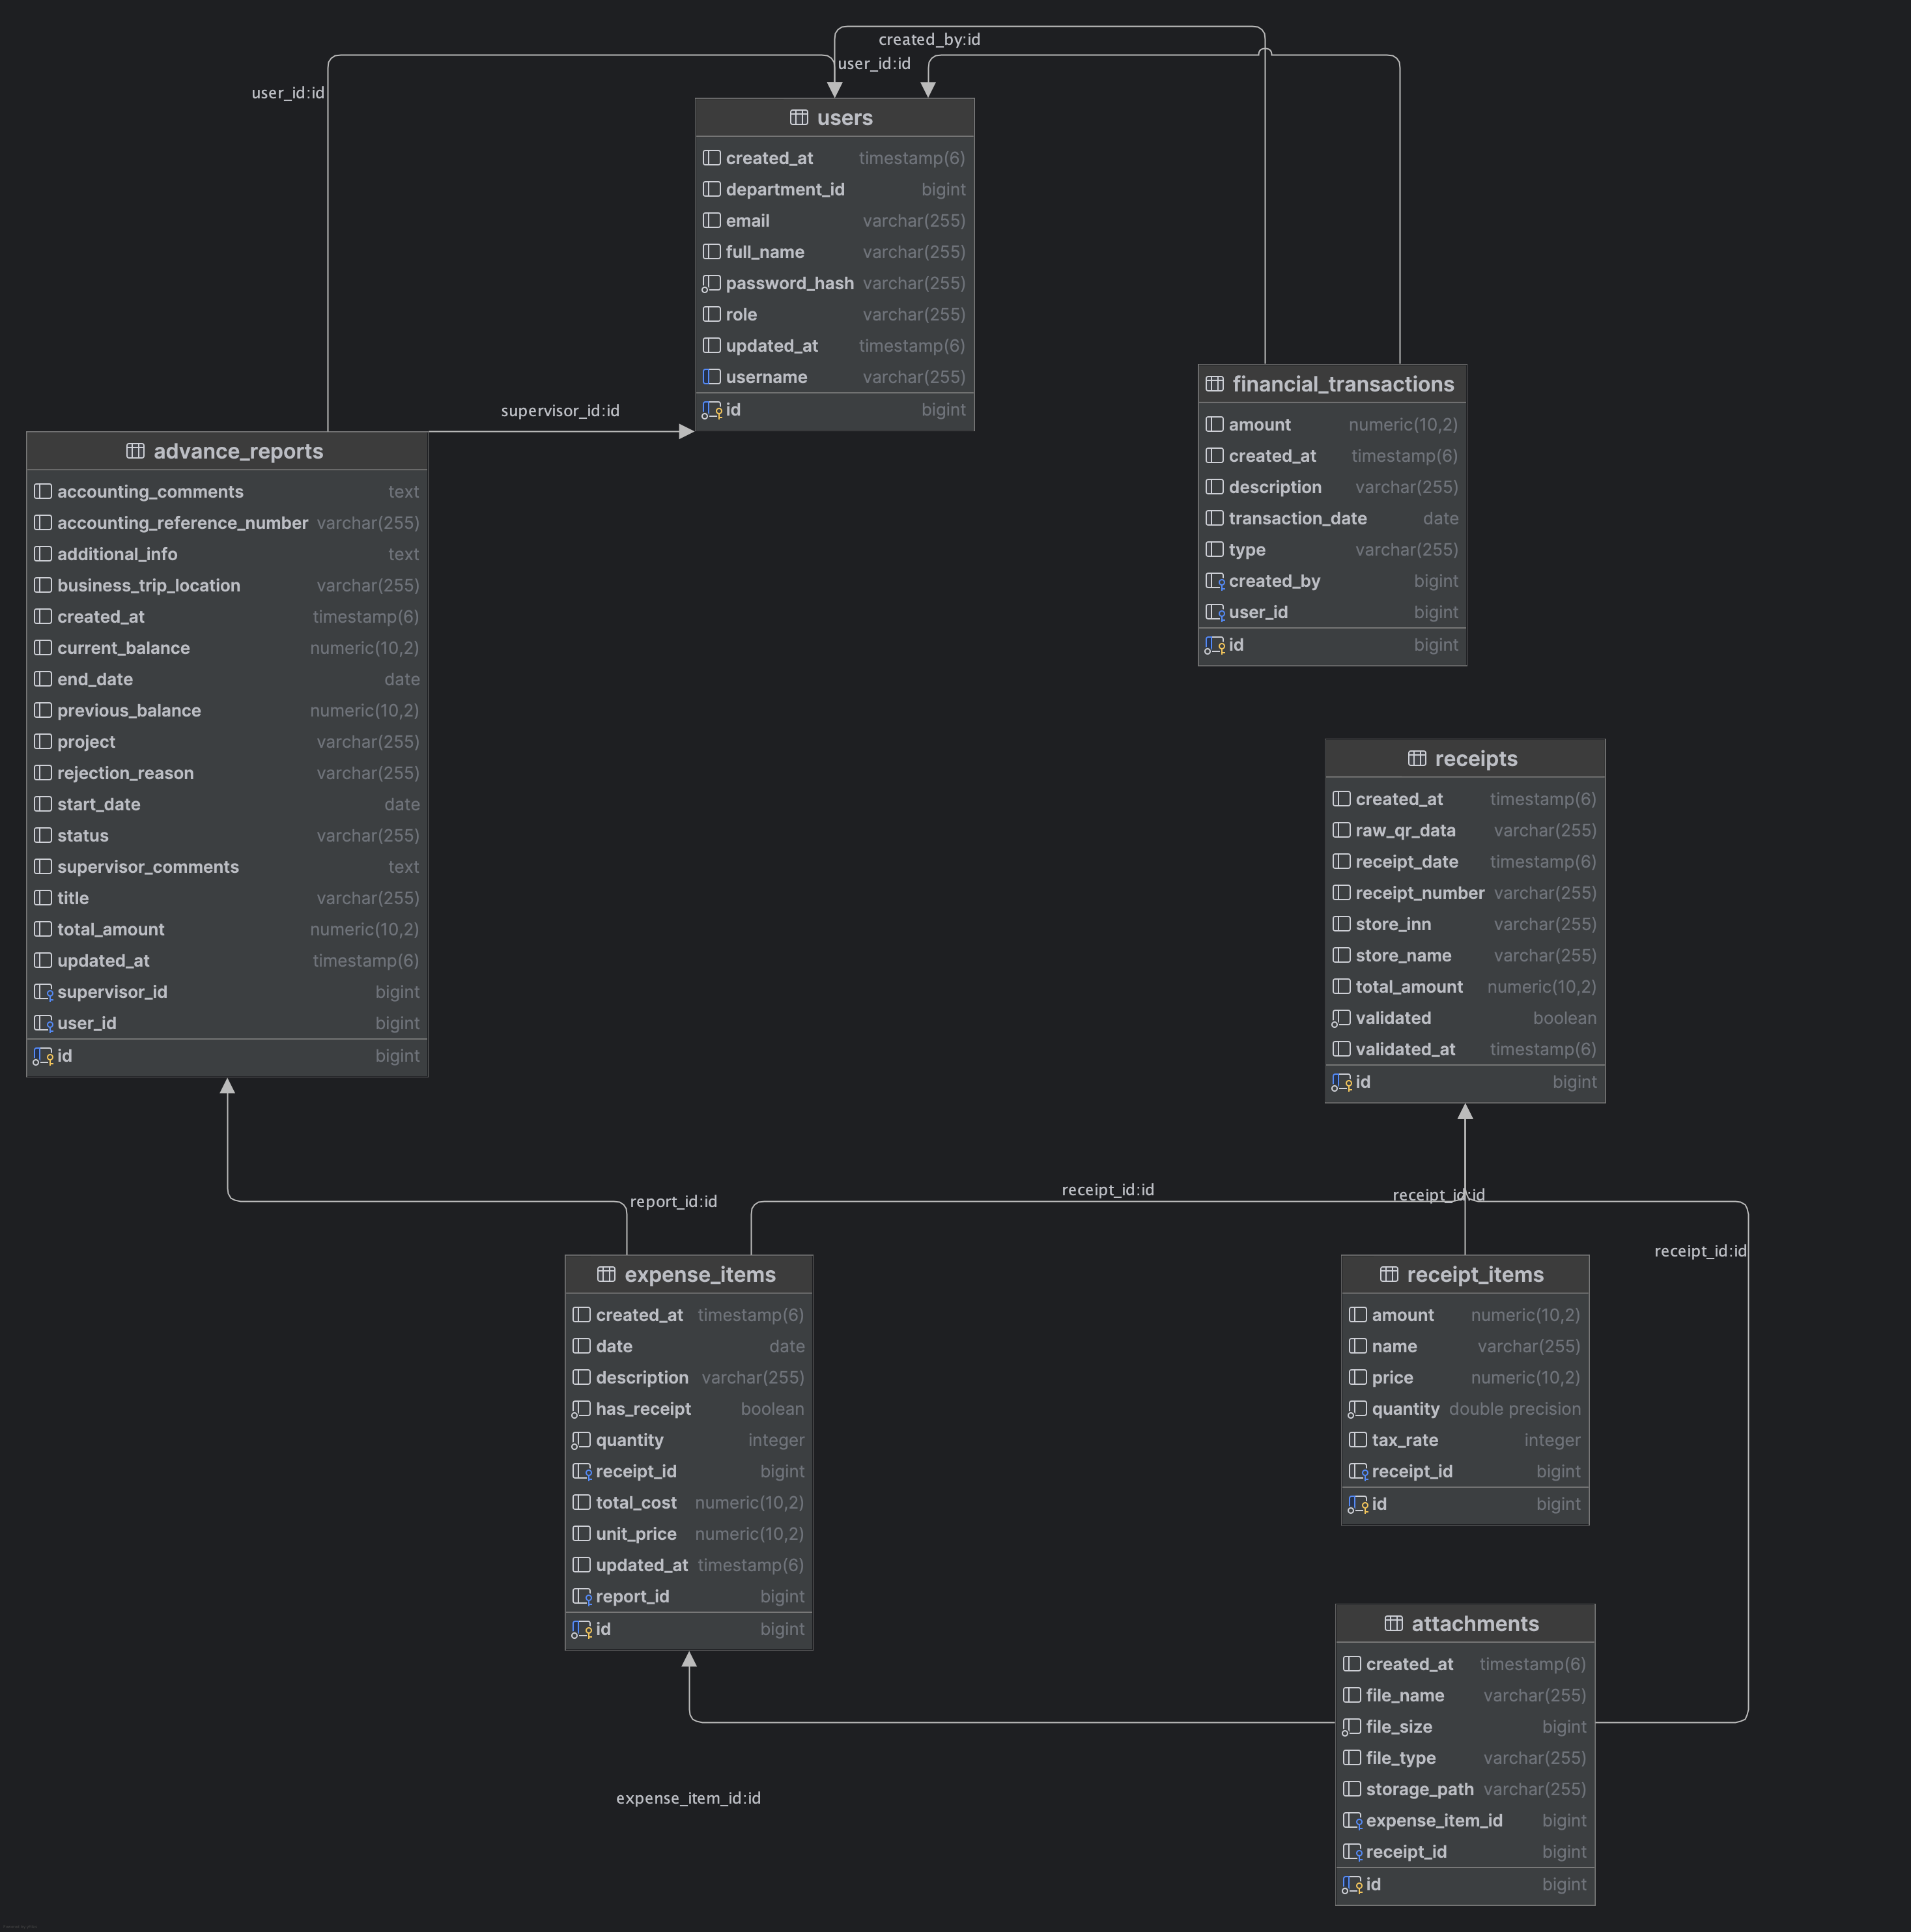 created_by:id
user_id:id
user_id:id
users
created_at timestamp(6)
department_id bigint
email varchar(255)
full_name varchar(255)
password_hash varchar(255)
role varchar(255)
updated_at timestamp(6)
username varchar(255)
id bigint
supervisor_id:id
financial_transactions
amount numeric(10,2)
created_at timestamp(6)
description varchar(255)
transaction_date date
type varchar(255)
created_by bigint
user_id bigint
id bigint
advance_reports
accounting_comments text
accounting_reference_number varchar(255)
additional_info text
business_trip_location varchar(255)
created_at timestamp(6)
current_balance numeric(10,2)
end_date date
previous_balance numeric(10,2)
project varchar(255)
rejection_reason varchar(255)
start_date date
status varchar(255)
supervisor_comments text
title varchar(255)
total_amount numeric(10,2)
updated_at timestamp(6)
supervisor_id bigint
user_id bigint
id bigint
receipts
created_at timestamp(6)
raw_qr_data varchar(255)
receipt_date timestamp(6)
receipt_number varchar(255)
store_inn varchar(255)
store_name varchar(255)
total_amount numeric(10,2)
validated boolean
validated_at timestamp(6)
id bigint
report_id:id
receipt_id:id
receipt_id:id
receipt_id:id
expense_items
created_at timestamp(6)
date date
description varchar(255)
has_receipt boolean
quantity integer
receipt_id bigint
total_cost numeric(10,2)
unit_price numeric(10,2)
updated_at timestamp(6)
report_id bigint
id bigint
receipt_items
amount numeric(10,2)
name varchar(255)
price numeric(10,2)
quantity double precision
tax_rate integer
receipt_id bigint
id bigint
attachments
created_at timestamp(6)
file_name varchar(255)
file_size bigint
file_type varchar(255)
storage_path varchar(255)
expense_item_id bigint
receipt_id bigint
id bigint
expense_item_id:id